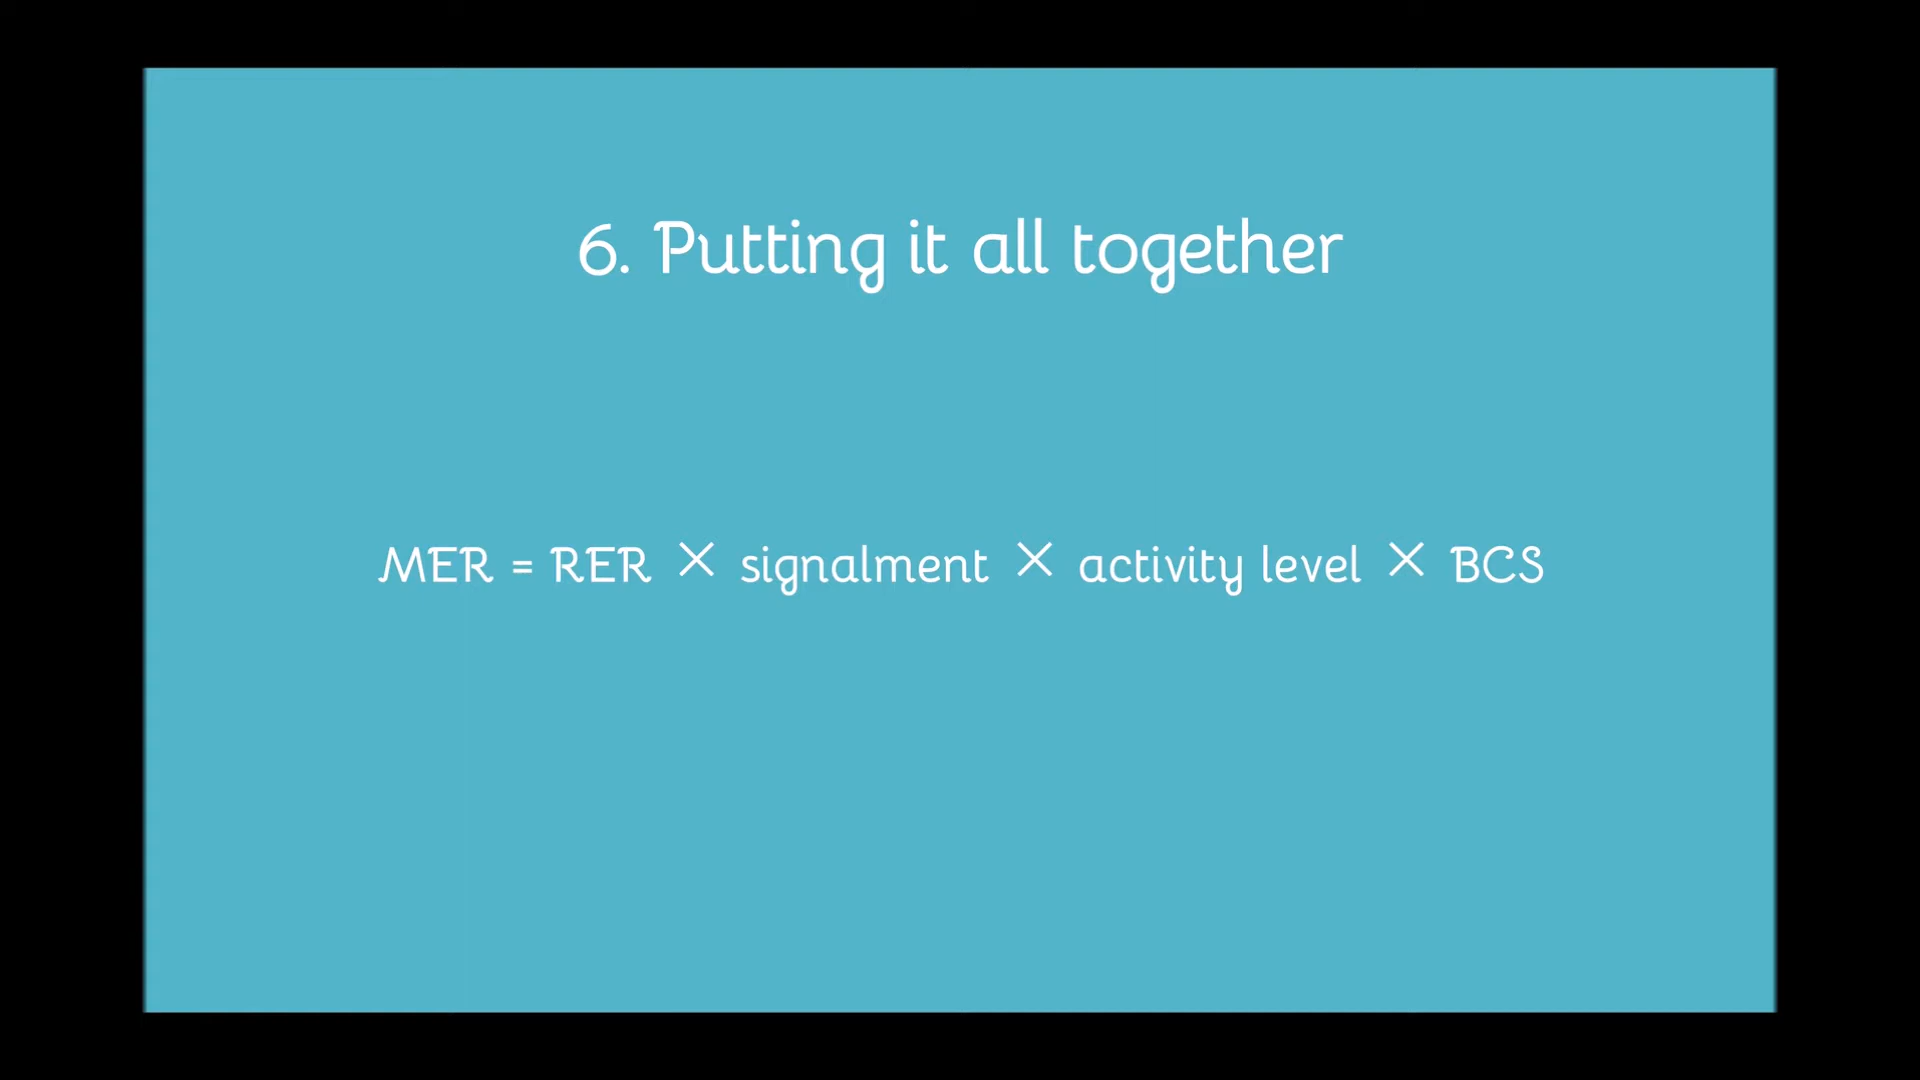 6. Putting it all together
MER = RER × signalment × activity level × BCS